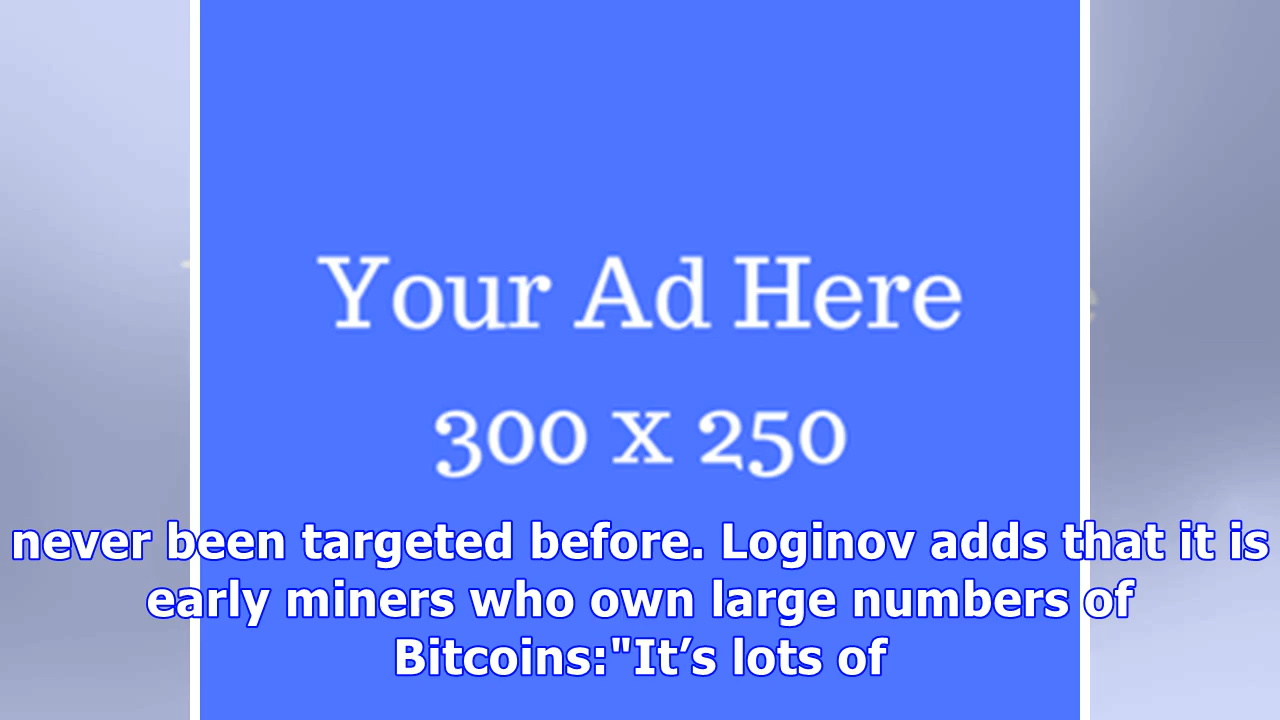 Your Ad Here
300 x 250
never been targeted before. Loginov adds that it is
early miners who own large numbers of
Bitcoins:"It’s lots of